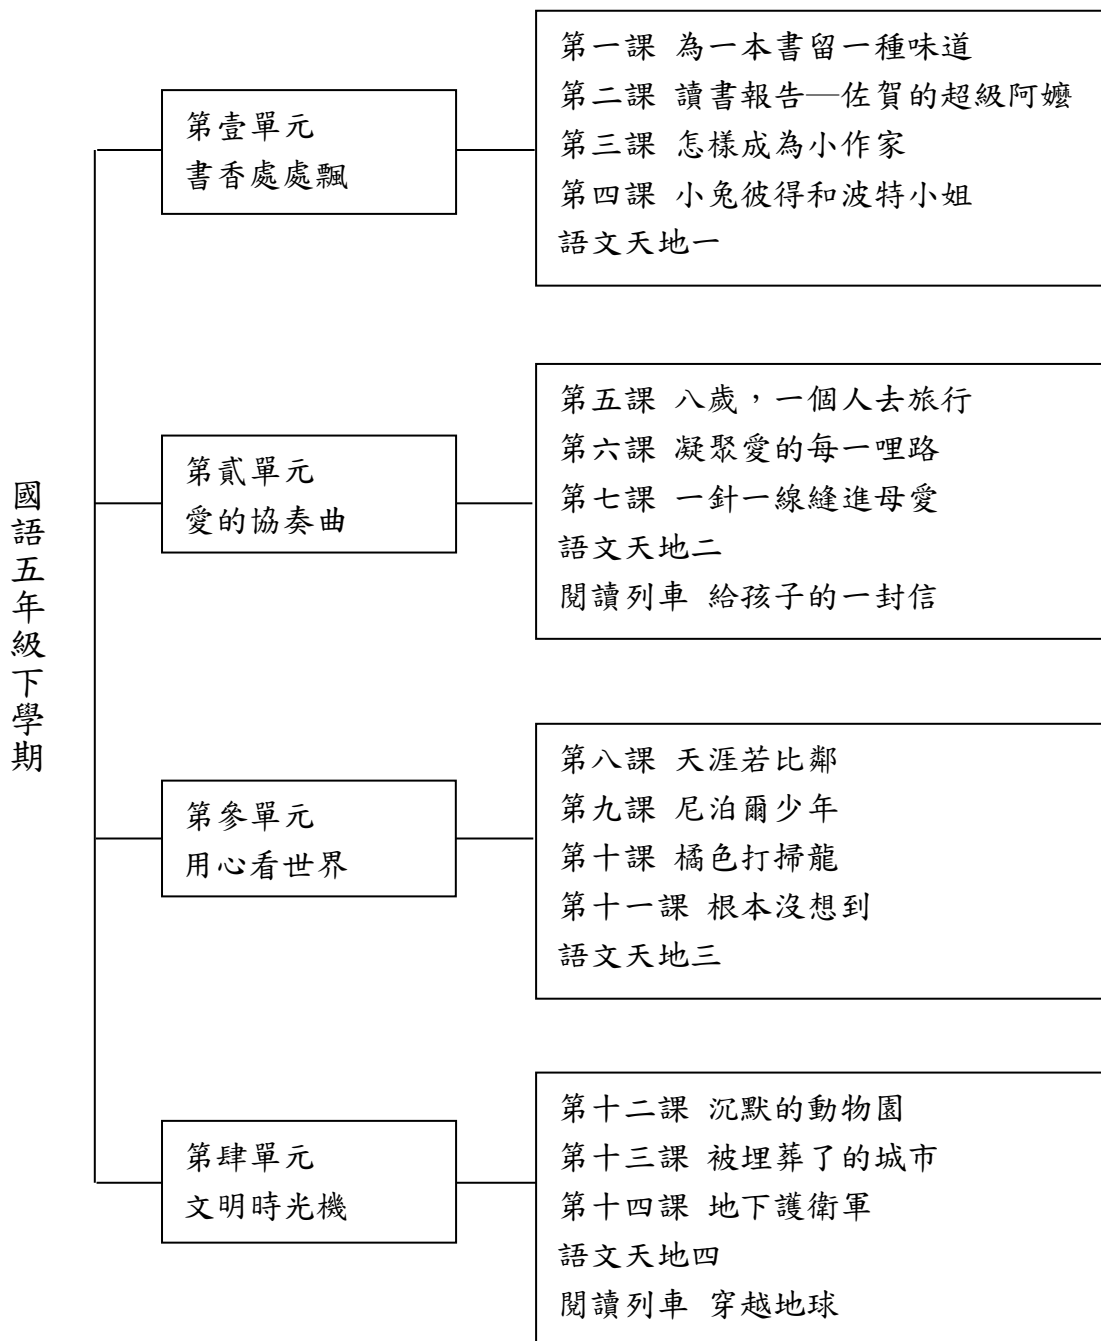 國語五年級下學期
第壹單元
書香處處飄
第一課 為一本書留一種味道
第二課 讀書報告─佐賀的超級阿嬤
第三課 怎樣成為小作家
第四課 小兔彼得和波特小姐
語文天地一
第貳單元
愛的協奏曲
第五課 八歲，一個人去旅行
第六課 凝聚愛的每一哩路
第七課 一針一線縫進母愛
語文天地二
閱讀列車 給孩子的一封信
第參單元
用心看世界
第八課 天涯若比鄰
第九課 尼泊爾少年
第十課 橘色打掃龍
第十一課 根本沒想到
語文天地三
第肆單元
文明時光機
第十二課 沉默的動物園
第十三課 被埋葬了的城市
第十四課 地下護衛軍
語文天地四
閱讀列車 穿越地球